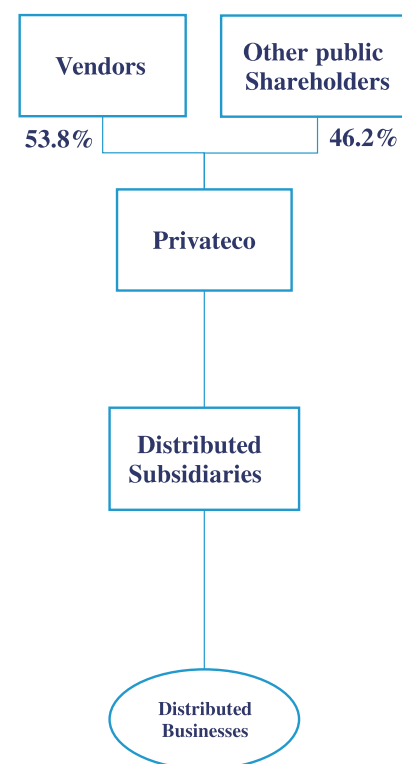 Vendors
Other public
Shareholders
53.8%
46.2%
Privateco
Distributed
Subsidiaries
Distributed
Businesses